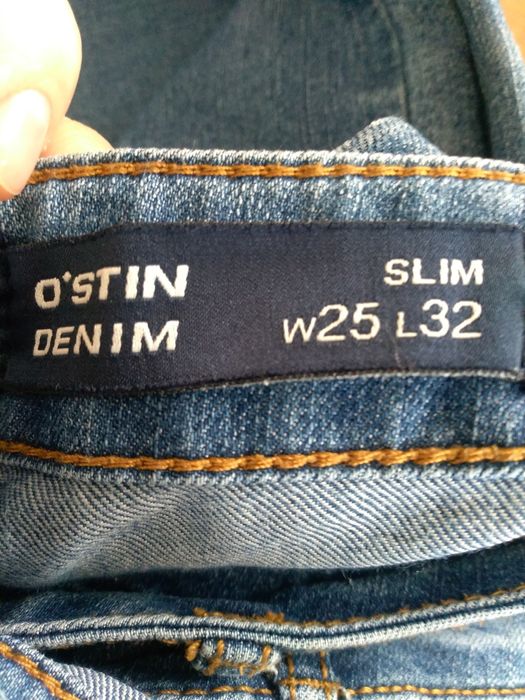 O'STIN
DENIM
SLIM
W25 L32